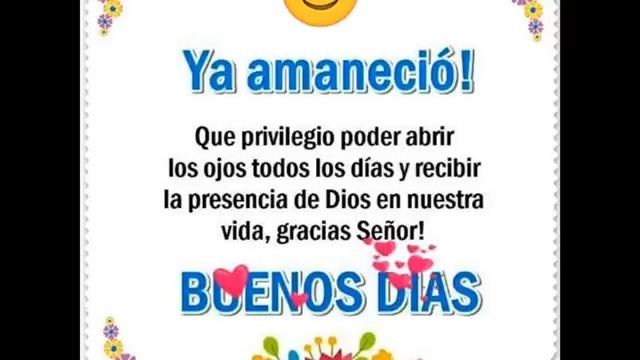 Ya amaneció!
Que privilegio poder abrir
los ojos todos los días y recibir
la presencia de Dios en nuestra
vida, gracias Señor!
BUENOS DIAS